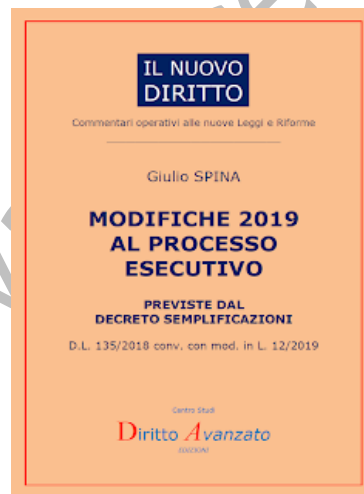 IL NUOVO
DIRITTO
Commentari operativi alle nuove Leggi e Riforme
Giulio SPINA
MODIFICHE 2019
AL PROCESSO
ESECUTIVO
PREVISTE DAL
DECRETO SEMPLIFICAZIONI
D.L. 135/2018 conv. con mod. in L. 12/2019
Centro Studi
Diritto Avanzato
EDIZIONI